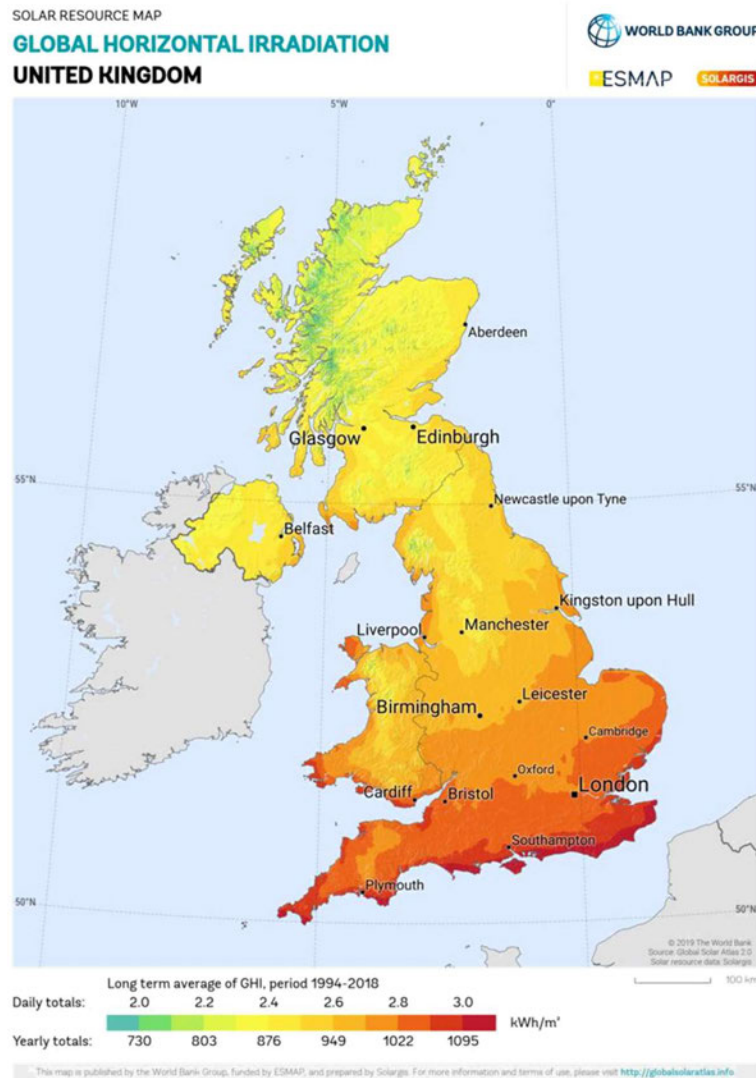 SOLAR RESOURCE MAP
GLOBAL HORIZONTAL IRRADIATION
UNITED KINGDOM
WORLD BANK GROUP
ESMAP
SOLARGIS
10°W
5°W
0°
Aberdeen
Glasgow
Edinburgh
55°N
55°N
Newcastle upon Tyne
Belfast
Kingston upon Hull
Liverpool
Manchester
Leicester
Birmingham
Cambridge
Oxford
London
Cardiff
Bristol
Southampton
Plymouth
50°N
50°N
© 2019 The World Bank
Source: Global Solar Atlas 2.0
Solar resource data: Solargis
100 km
Long term average of GHI, period 1994-2018
Daily totals: 2.0 2.2 2.4 2.6 2.8 3.0
kWh/m²
Yearly totals: 730 803 876 949 1022 1095
This map is published by the World Bank Group, funded by ESMAP, and prepared by Solargis. For more information and terms of use, please visit http://globalsolaratlas.info